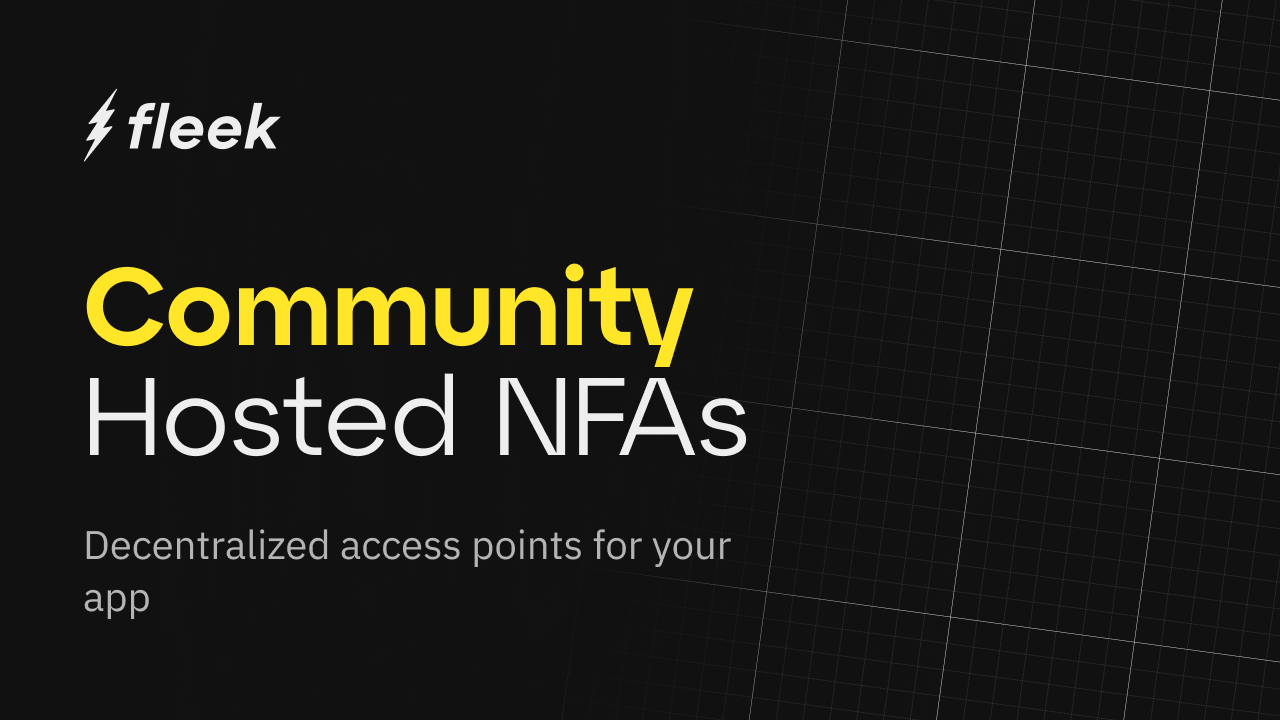 fleek
Community
Hosted NFAs
Decentralized access points for your
app